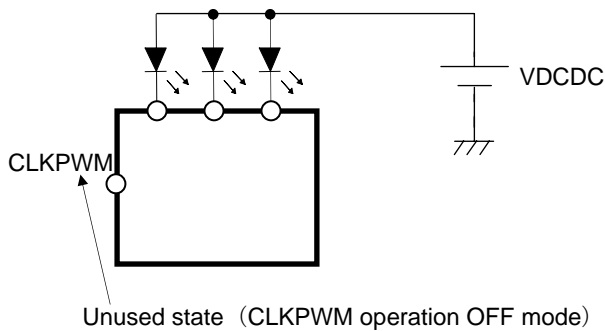 VDCDC
CLKPWM
Unused state（CLKPWM operation OFF mode）